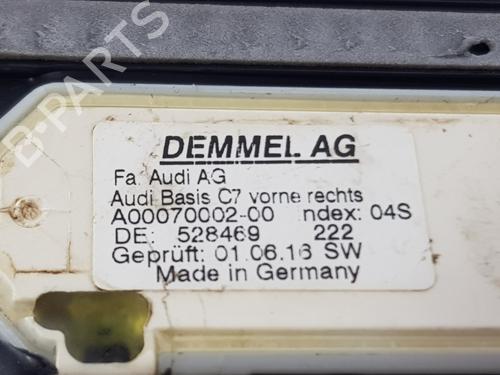 DEMMEL AG
Fa. Audi AG
Audi Basis C7 vorne rechts
A00070002-00 ndex: 04S
DE: 528469 222
Geprüft: 01.06.16 SW
Made in Germany